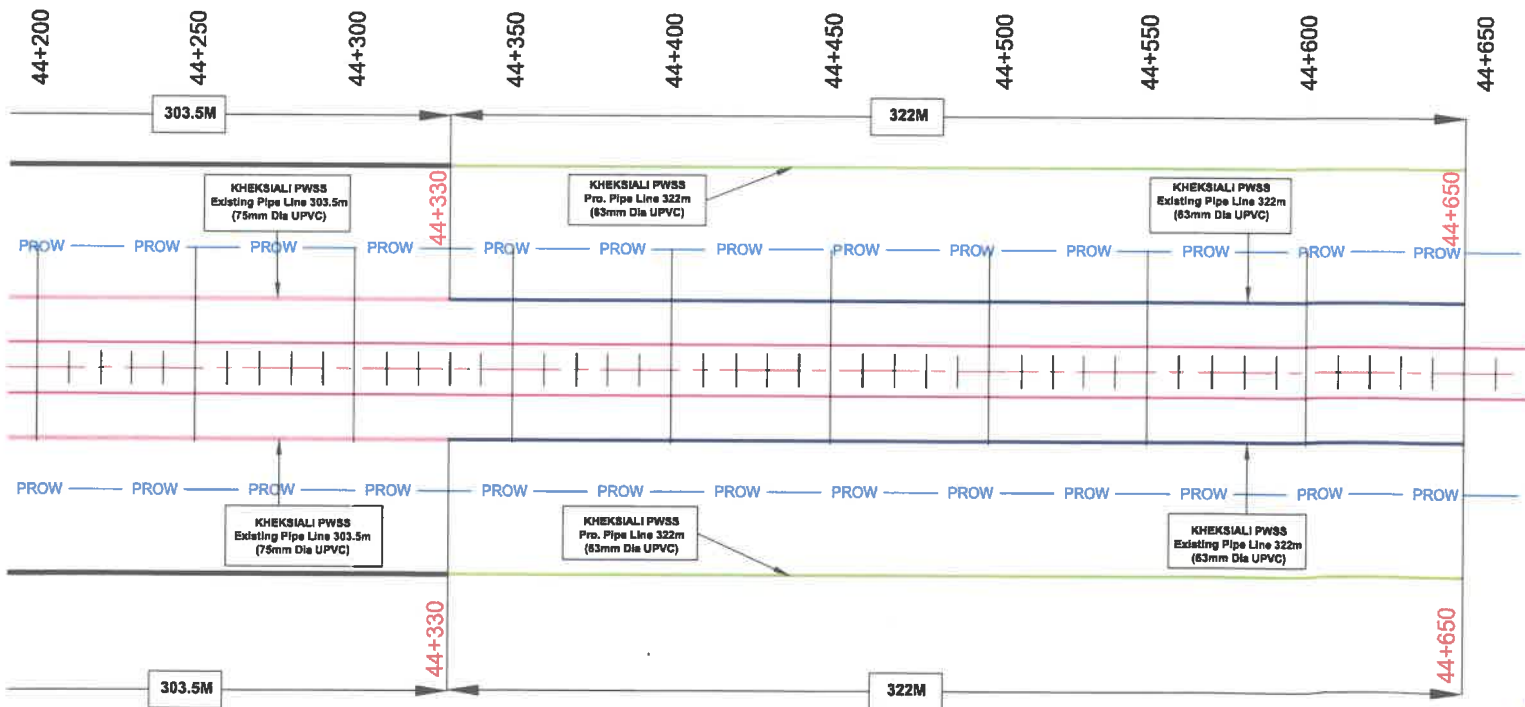 44+200
44+250
44+300
44+350
44+400
44+450
44+500
44+550
44+600
44+650
303.5M
322M
KHEKSIALI PWSS
Existing Pipe Line 303.5m
(75mm Dia UPVC)
44+330
KHEKSIALI PWSS
Pro. Pipe Line 322m
(63mm Dia UPVC)
KHEKSIALI PWSS
Existing Pipe Line 322m
(63mm Dia UPVC)
44+650
PROW PROW PROW PROW PROW PROW PROW PROW PROW PROW PROW PROW PROW
PROW PROW PROW PROW PROW PROW PROW PROW PROW PROW PROW PROW PROW
KHEKSIALI PWSS
Existing Pipe Line 303.5m
(75mm Dia UPVC)
KHEKSIALI PWSS
Pro. Pipe Line 322m
(63mm Dia UPVC)
KHEKSIALI PWSS
Existing Pipe Line 322m
(63mm Dia UPVC)
44+330
44+650
303.5M
322M